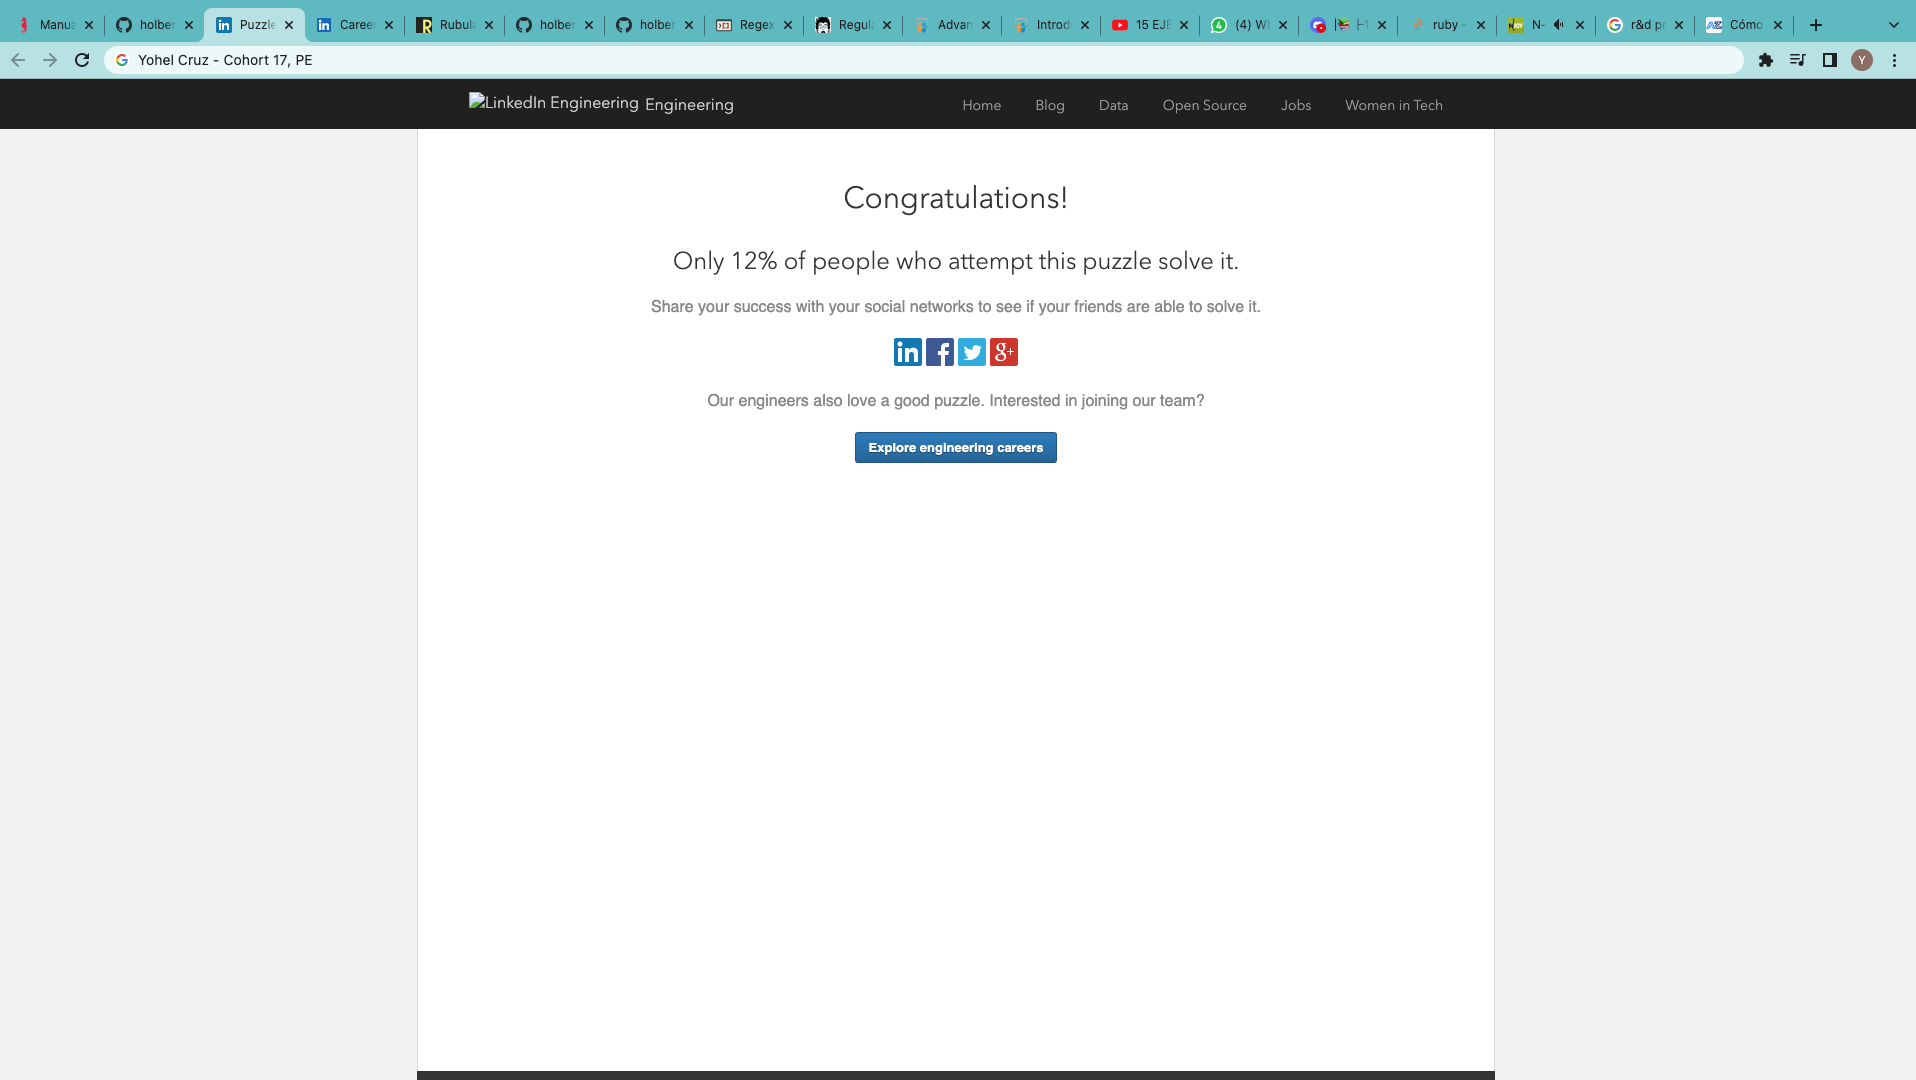 Manua
holber
Puzzle
Career
Rubula
holber
holber
Regex
Regula
Advan
Introd
15 EJE
(4) W
ruby -
N-
r&d pr
Cómo
Yohel Cruz - Cohort 17, PE
Y
LinkedIn Engineering Engineering
Home
Blog
Data
Open Source
Jobs
Women in Tech
Congratulations!
Only 12% of people who attempt this puzzle solve it.
Share your success with your social networks to see if your friends are able to solve it.
in f g+
Our engineers also love a good puzzle. Interested in joining our team?
Explore engineering careers